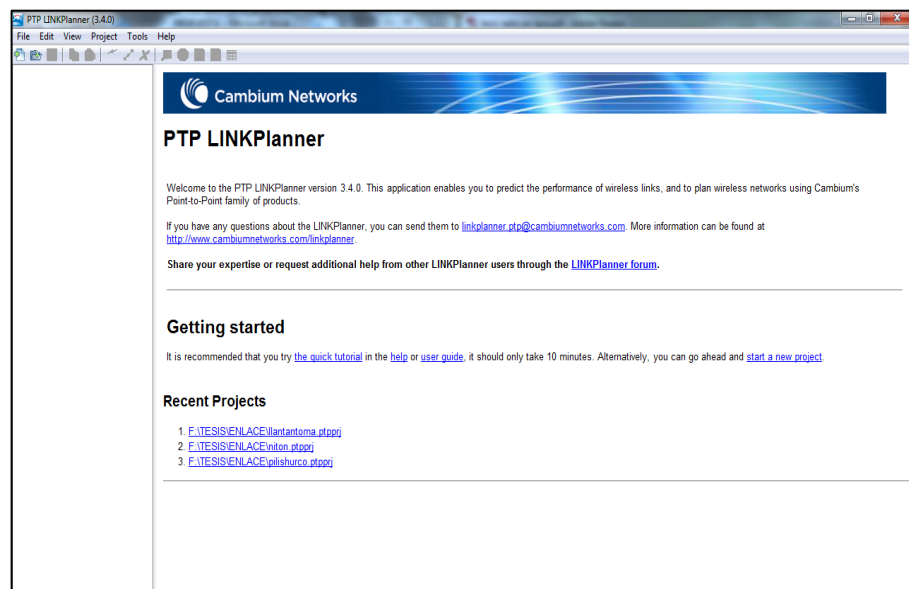 PTP LINKPlanner (3.4.0)
File Edit View Project Tools Help
Cambium Networks
PTP LINKPlanner
Welcome to the PTP LINKPlanner version 3.4.0. This application enables you to predict the performance of wireless links, and to plan wireless networks using Cambium's
Point-to-Point family of products.
If you have any questions about the LINKPlanner, you can send them to linkplanner.ptp@cambiumnetworks.com. More information can be found at
http://www.cambiumnetworks.com/linkplanner.
Share your expertise or request additional help from other LINKPlanner users through the LINKPlanner forum.
Getting started
It is recommended that you try the quick tutorial in the help or user guide, it should only take 10 minutes. Alternatively, you can go ahead and start a new project.
Recent Projects
1. F:\TESIS\ENLACE\llantantoma.ptpprj
2. F:\TESIS\ENLACE\niton.ptpprj
3. F:\TESIS\ENLACE\pilishurco.ptpprj